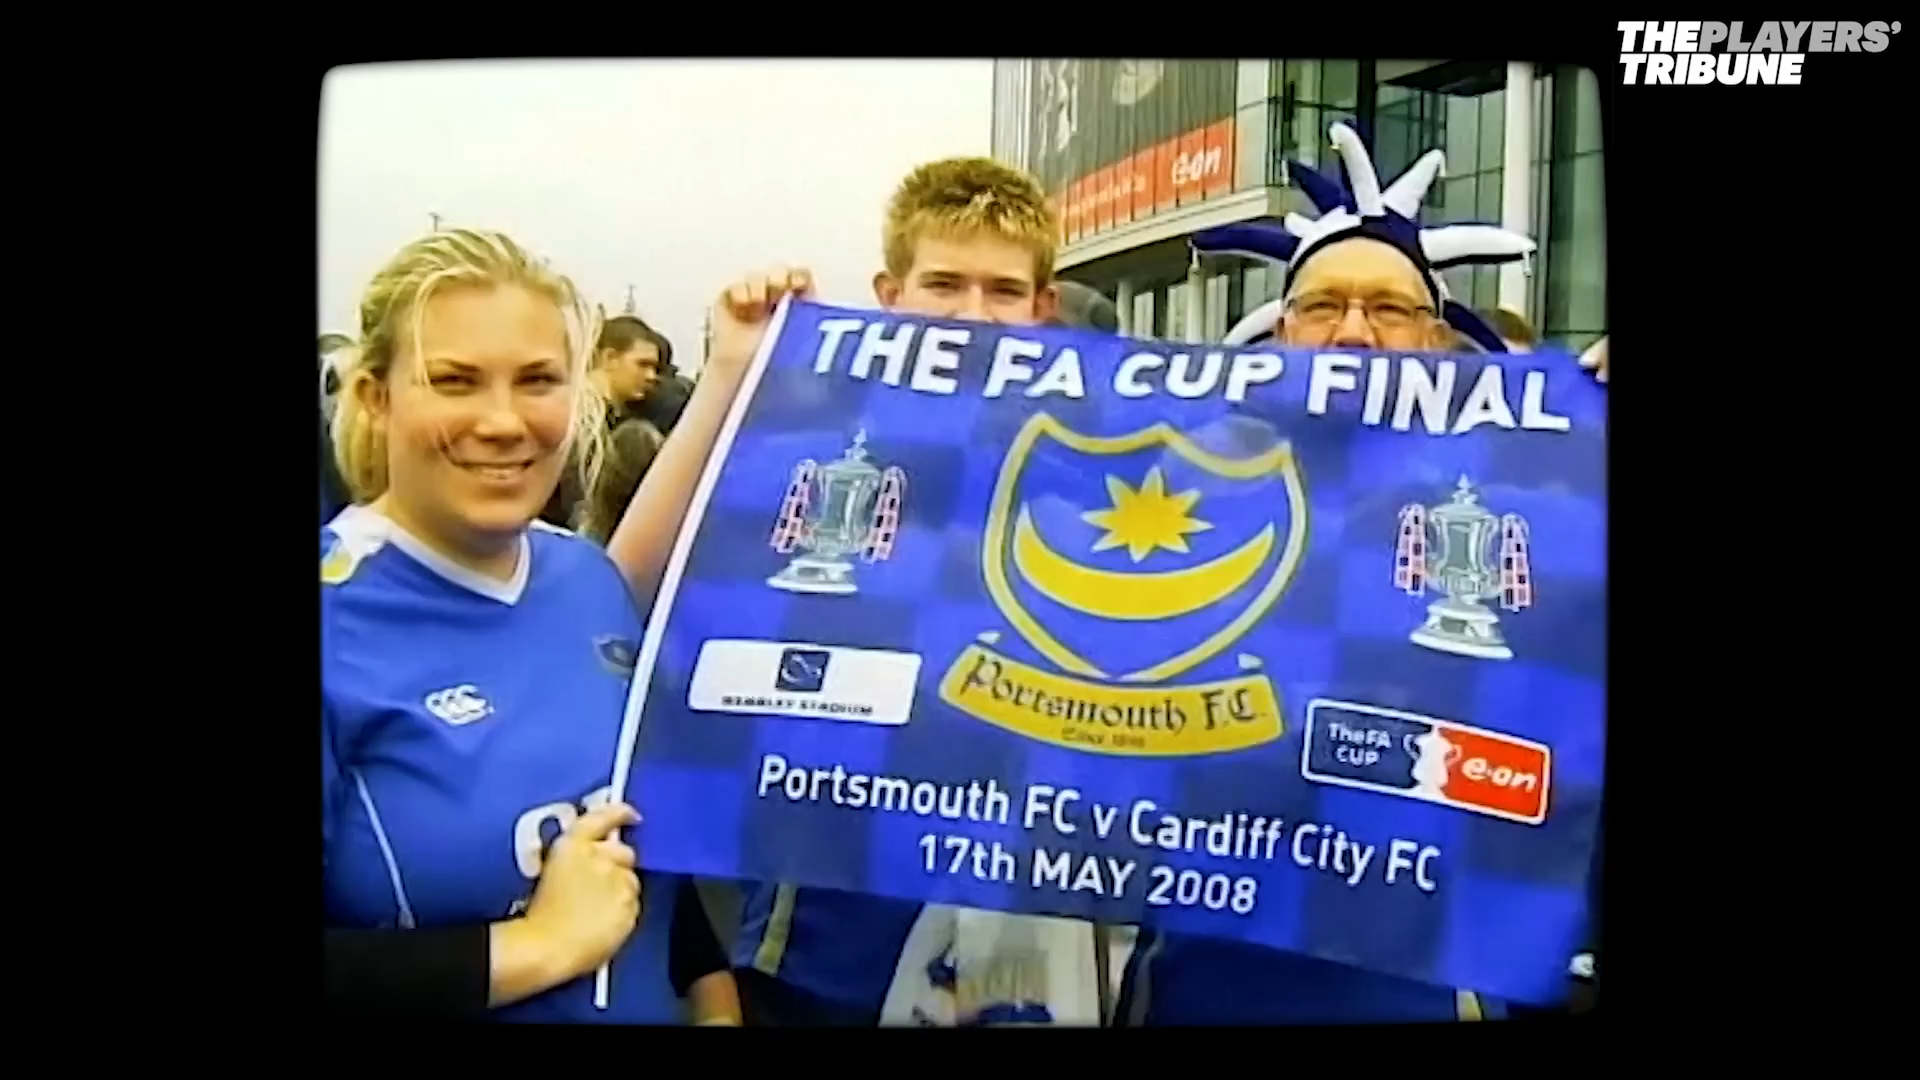 THE PLAYERS'
TRIBUNE
e·on
THE FA CUP FINAL
WEMBLEY STADIUM
Portsmouth F.C.
The FA
CUP
e·on
Portsmouth FC v Cardiff City FC
17th MAY 2008